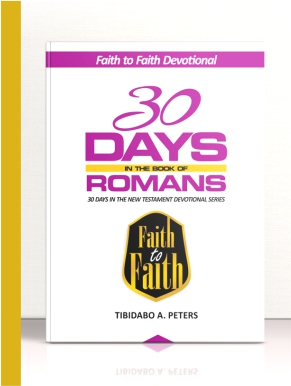 Faith to Faith Devotional
30
DAYS
IN THE BOOK OF
ROMANS
30 DAYS IN THE NEW TESTAMENT DEVOTIONAL SERIES
Faith
to
Faith
TIBIDABO A. PETERS